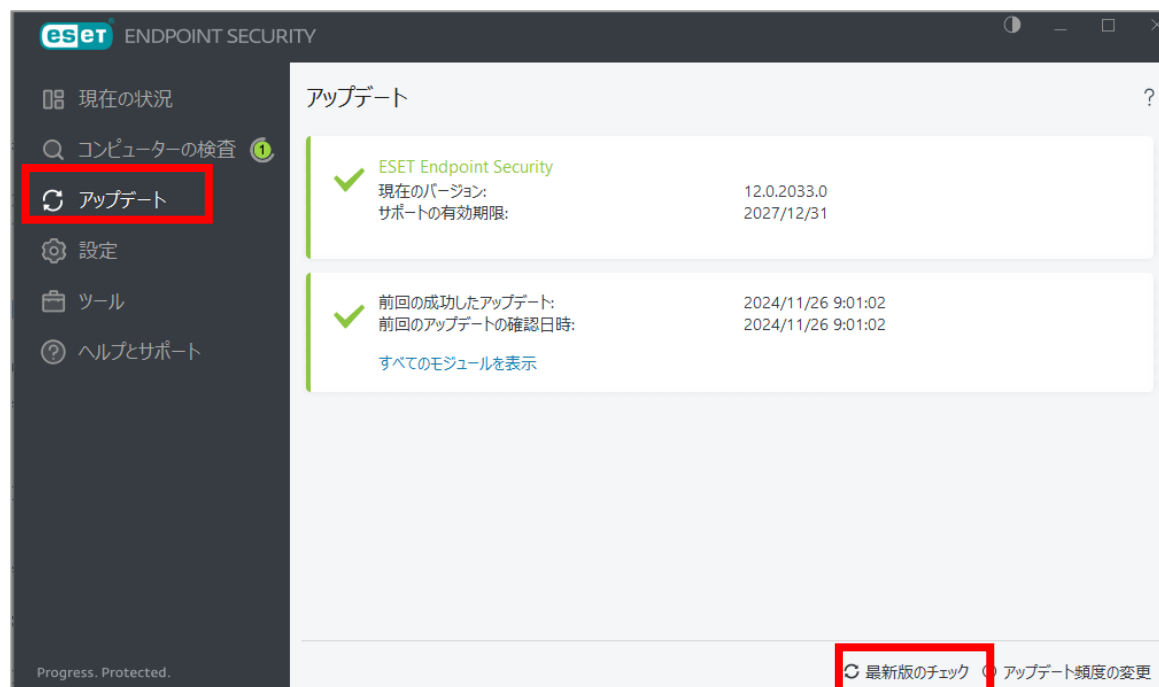 eset ENDPOINT SECURITY
現在の状況
コンピューターの検査 1
アップデート
設定
ツール
ヘルプとサポート
Progress. Protected.
アップデート ?
ESET Endpoint Security
現在のバージョン: 12.0.2033.0
サポートの有効期限: 2027/12/31
前回の成功したアップデート: 2024/11/26 9:01:02
前回のアップデートの確認日時: 2024/11/26 9:01:02
すべてのモジュールを表示
最新版のチェック アップデート頻度の変更